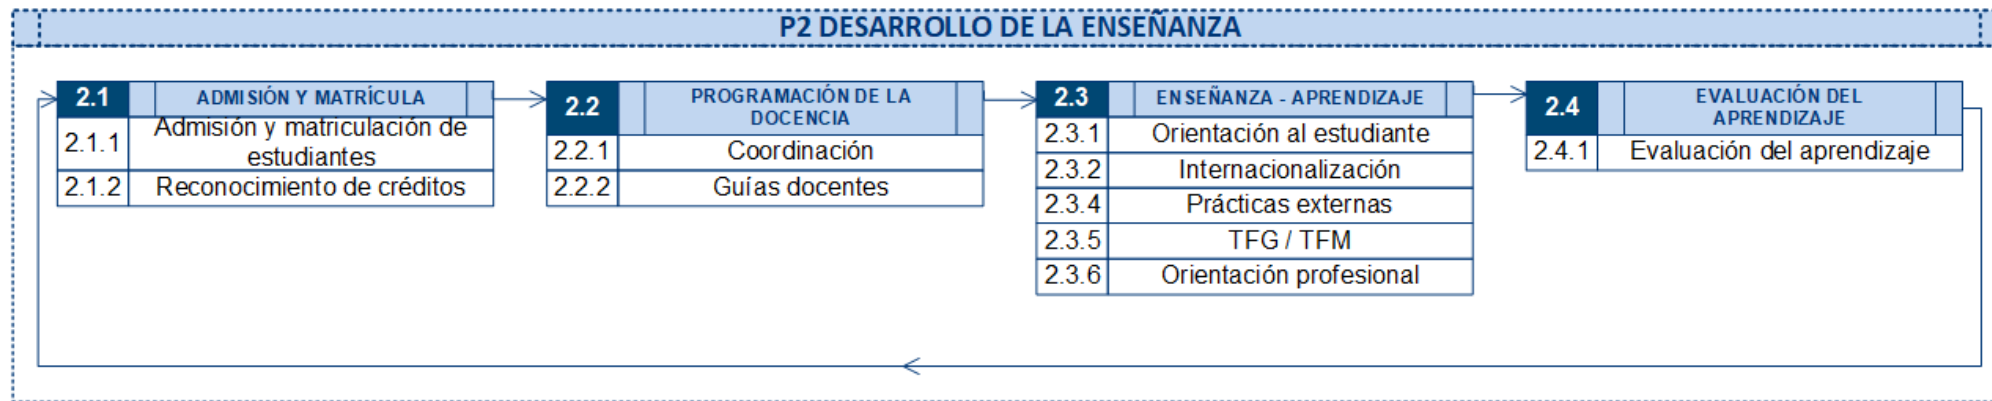 P2 DESARROLLO DE LA ENSEÑANZA
2.1 ADMISIÓN Y MATRÍCULA
2.1.1 Admisión y matriculación de
estudiantes
2.1.2 Reconocimiento de créditos
2.2 PROGRAMACIÓN DE LA
DOCENCIA
2.2.1 Coordinación
2.2.2 Guías docentes
2.3 ENSEÑANZA - APRENDIZAJE
2.3.1 Orientación al estudiante
2.3.2 Internacionalización
2.3.4 Prácticas externas
2.3.5 TFG / TFM
2.3.6 Orientación profesional
2.4 EVALUACIÓN DEL
APRENDIZAJE
2.4.1 Evaluación del aprendizaje